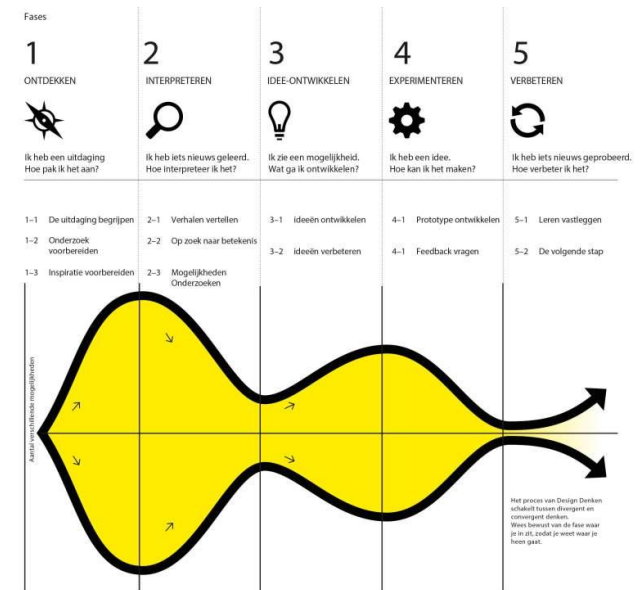 Fases
1
ONTDEKKEN
Ik heb een uitdaging
Hoe pak ik het aan?
2
INTERPRETEREN
Ik heb iets nieuws geleerd.
Hoe interpreteer ik het?
3
IDEE-ONTWIKKELEN
Ik zie een mogelijkheid.
Wat ga ik ontwikkelen?
4
EXPERIMENTEREN
Ik heb een idee.
Hoe kan ik het maken?
5
VERBETEREN
Ik heb iets nieuws geprobeerd.
Hoe verbeter ik het?
1–1 De uitdaging begrijpen
1–2 Onderzoek
voorbereiden
1–3 Inspiratie voorbereiden
2–1 Verhalen vertellen
2–2 Op zoek naar betekenis
2–3 Mogelijkheden
Onderzoeken
3–1 ideeën ontwikkelen
3–2 ideeën verbeteren
4–1 Prototype ontwikkelen
4–1 Feedback vragen
5–1 Leren vastleggen
5–2 De volgende stap
Aantal verschillende mogelijkheden
Het proces van Design Denken
schakelt tussen divergent en
convergent denken.
Wees bewust van de fase waar
je in zit, zodat je weet waar je
heen gaat.